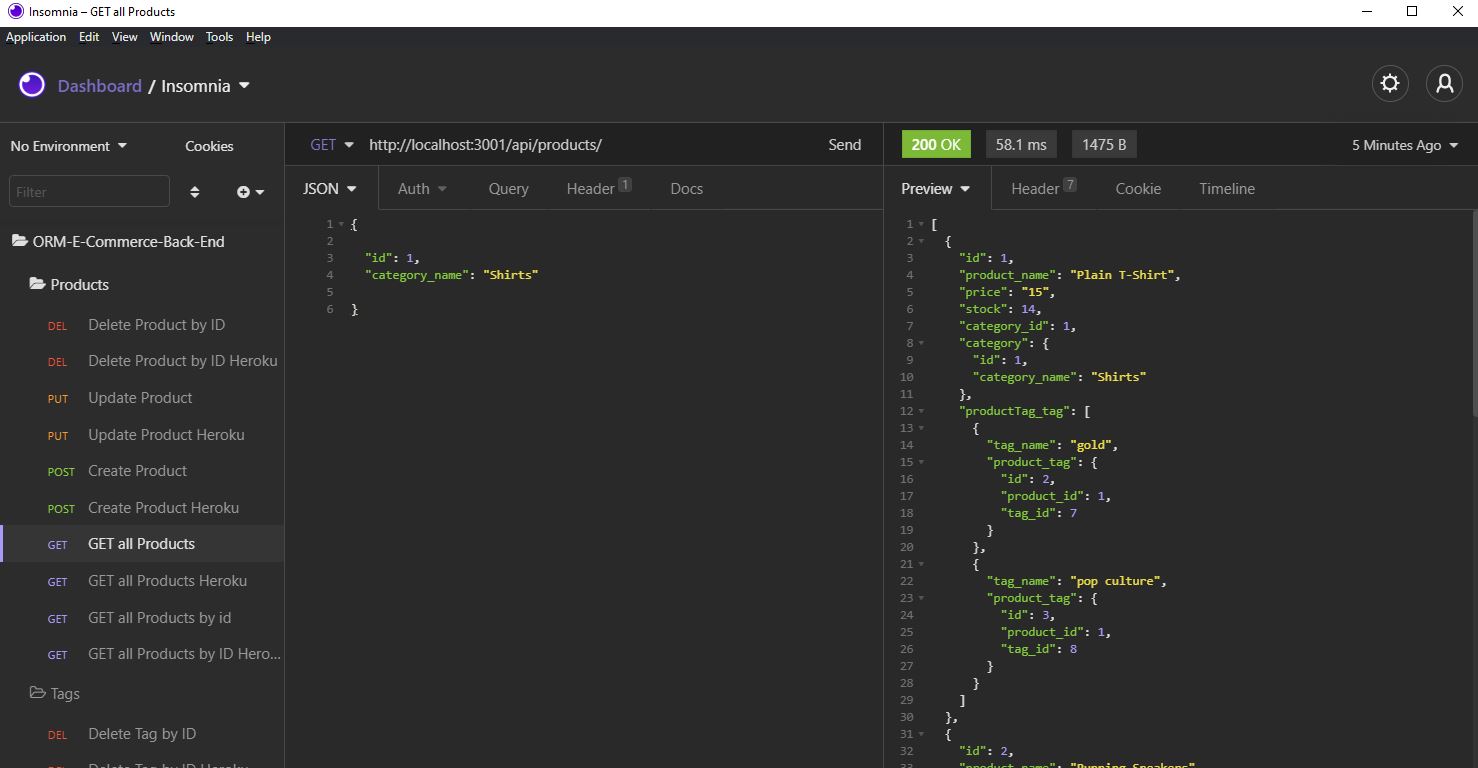 Insomnia – GET all Products
Application Edit View Window Tools Help
Dashboard / Insomnia
No Environment Cookies
Filter
ORM-E-Commerce-Back-End
Products
DEL Delete Product by ID
DEL Delete Product by ID Heroku
PUT Update Product
PUT Update Product Heroku
POST Create Product
POST Create Product Heroku
GET GET all Products
GET GET all Products Heroku
GET GET all Products by id
GET GET all Products by ID Hero...
Tags
DEL Delete Tag by ID
DEL Delete Tag by ID Heroku
GET http://localhost:3001/api/products/ Send
JSON Auth Query Header 1 Docs
1 {
2
3 "id": 1,
4 "category_name": "Shirts"
5
6 }
200 OK 58.1 ms 1475 B 5 Minutes Ago
Preview Header 7 Cookie Timeline
1 [
2 {
3 "id": 1,
4 "product_name": "Plain T-Shirt",
5 "price": "15",
6 "stock": 14,
7 "category_id": 1,
8 "category": {
9 "id": 1,
10 "category_name": "Shirts"
11 },
12 "productTag_tag": [
13 {
14 "tag_name": "gold",
15 "product_tag": {
16 "id": 2,
17 "product_id": 1,
18 "tag_id": 7
19 }
20 },
21 {
22 "tag_name": "pop culture",
23 "product_tag": {
24 "id": 3,
25 "product_id": 1,
26 "tag_id": 8
27 }
28 }
29 ]
30 },
31 {
32 "id": 2,
33 "product_name": "Running Sneakers",